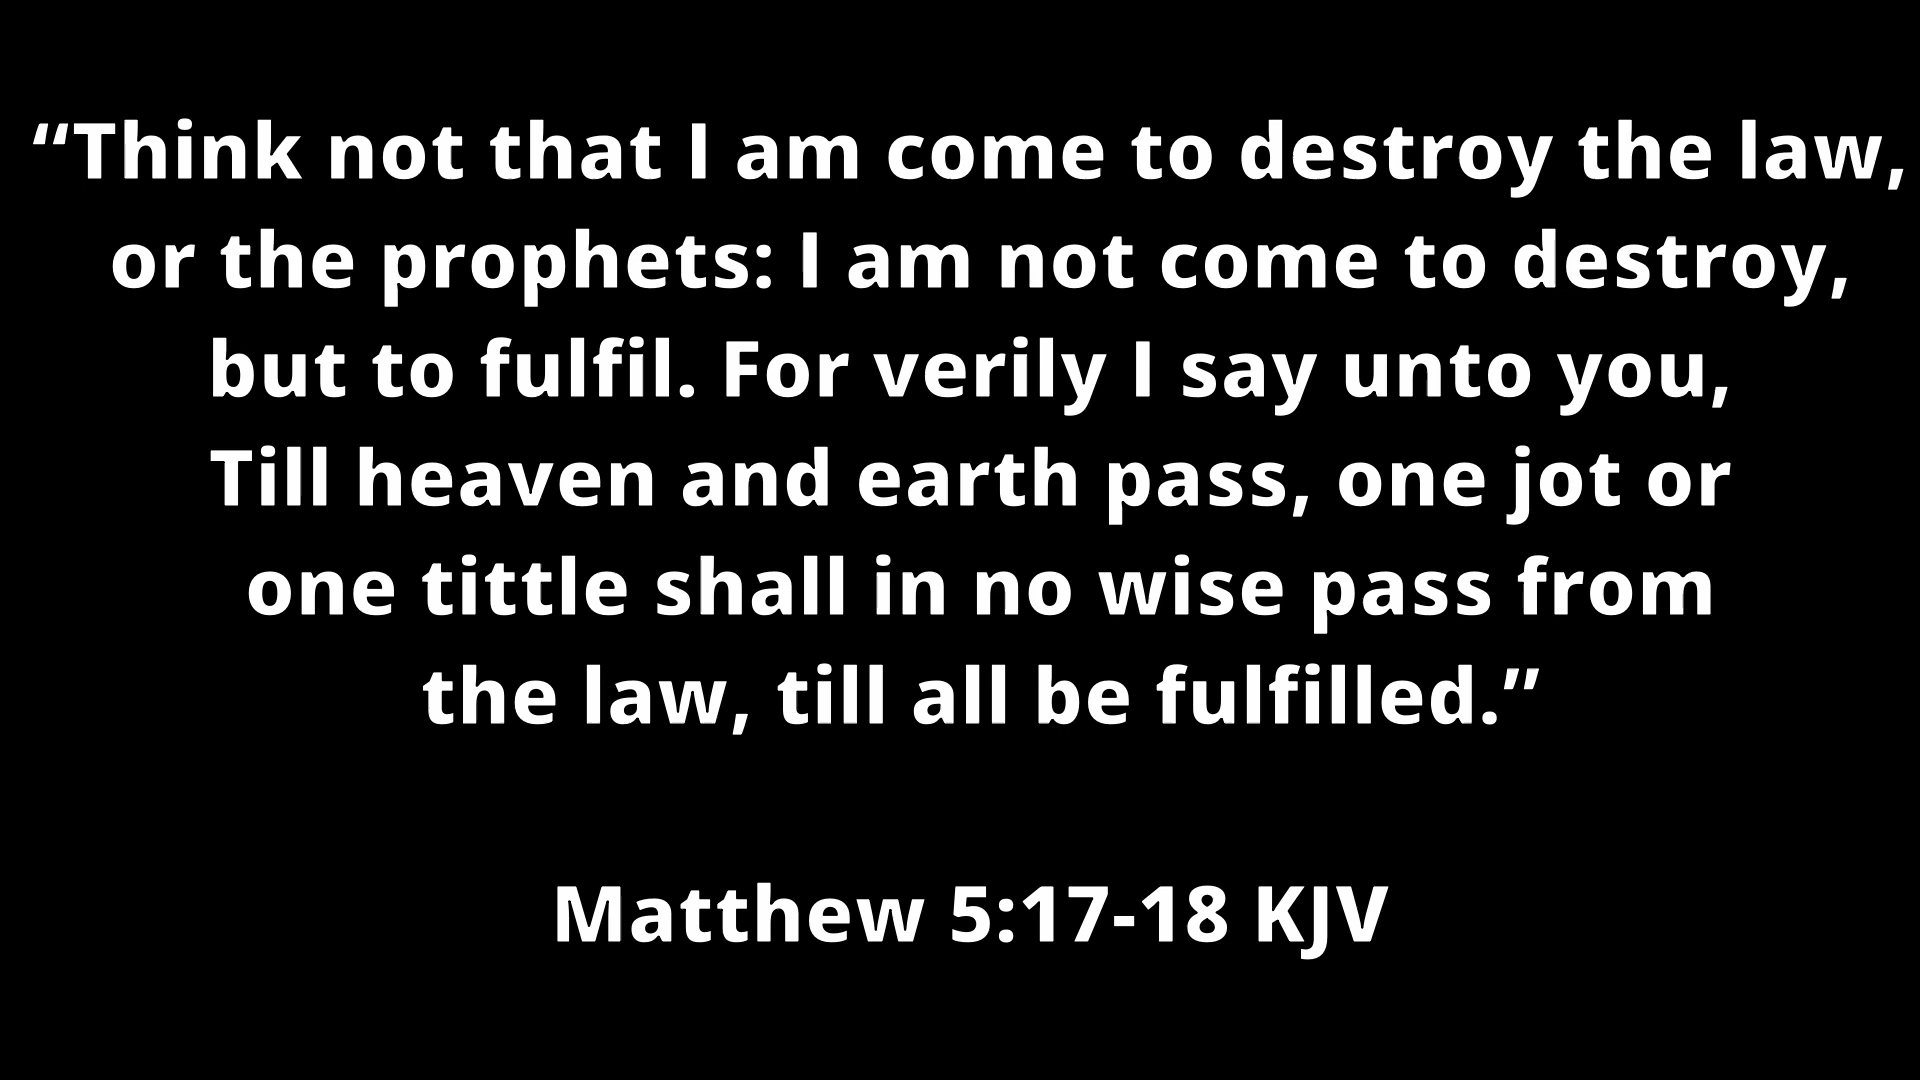 “Think not that I am come to destroy the law,
or the prophets: I am not come to destroy,
but to fulfil. For verily I say unto you,
Till heaven and earth pass, one jot or
one tittle shall in no wise pass from
the law, till all be fulfilled.”
Matthew 5:17-18 KJV